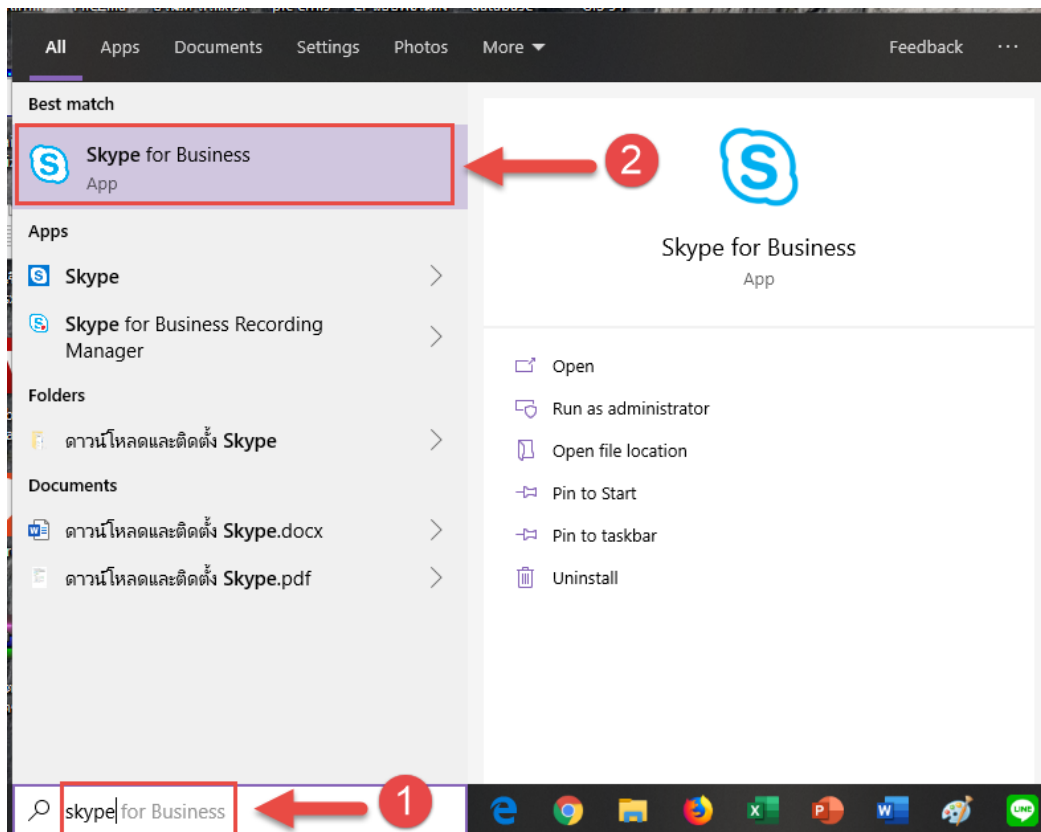 All Apps Documents Settings Photos More Feedback ...
Best match
Skype for Business
App
2
Skype for Business
App
Apps
Skype
Skype for Business Recording
Manager
Folders
ดาวน์โหลดและติดตั้ง Skype
Documents
ดาวน์โหลดและติดตั้ง Skype.docx
ดาวน์โหลดและติดตั้ง Skype.pdf
Open
Run as administrator
Open file location
Pin to Start
Pin to taskbar
Uninstall
skype for Business
1
LINE